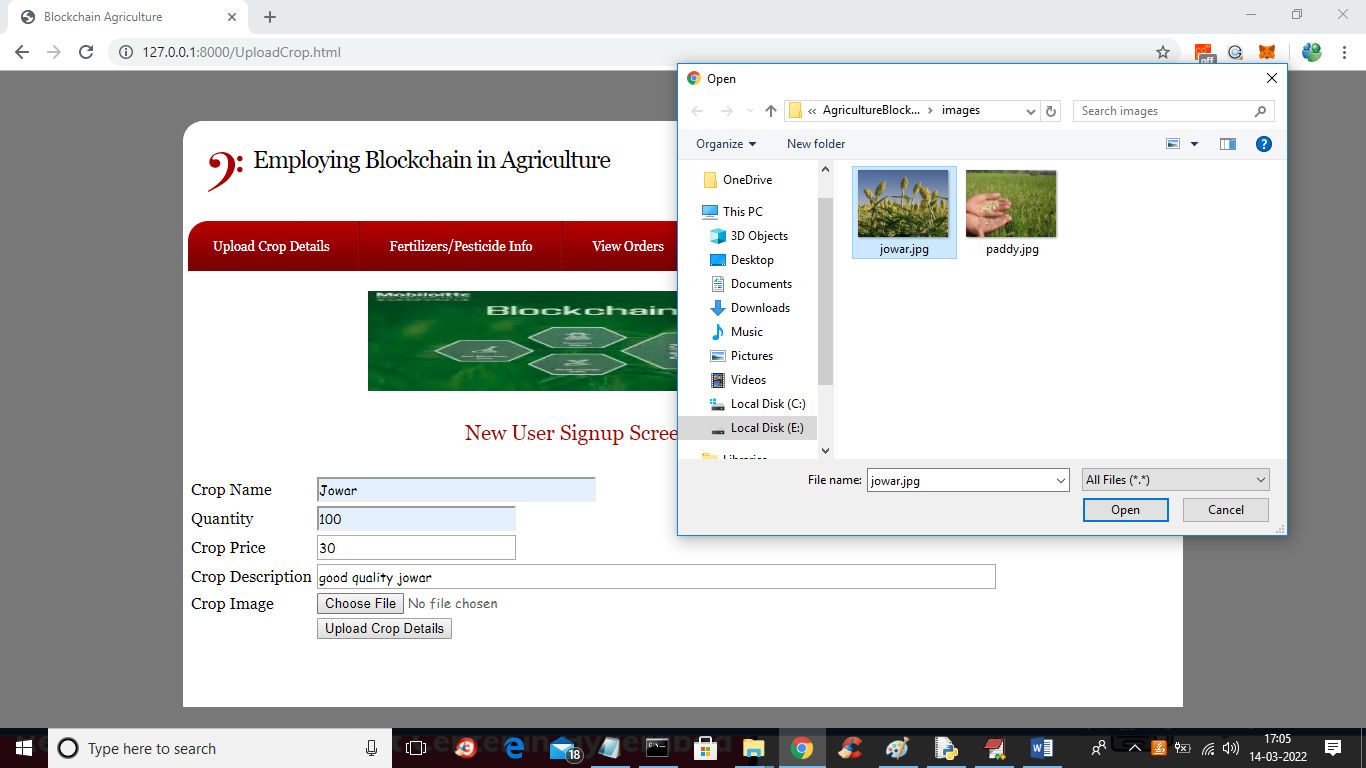 Blockchain Agriculture
127.0.0.1:8000/UploadCrop.html
off
Employing Blockchain in Agriculture
Upload Crop Details
Fertilizers/Pesticide Info
View Orders
Mobiloitte
Blockchain
New User Signup Scree
Crop Name
Jowar
Quantity
100
Crop Price
30
Crop Description
good quality jowar
Crop Image
Choose File
No file chosen
Upload Crop Details
Open
« AgricultureBlock... › images
Search images
Organize
New folder
OneDrive
This PC
3D Objects
Desktop
Documents
Downloads
Music
Pictures
Videos
Local Disk (C:)
Local Disk (E:)
Libraries
jowar.jpg
paddy.jpg
File name:
jowar.jpg
All Files (*.*)
Open
Cancel
Type here to search
18
17:05
14-03-2022